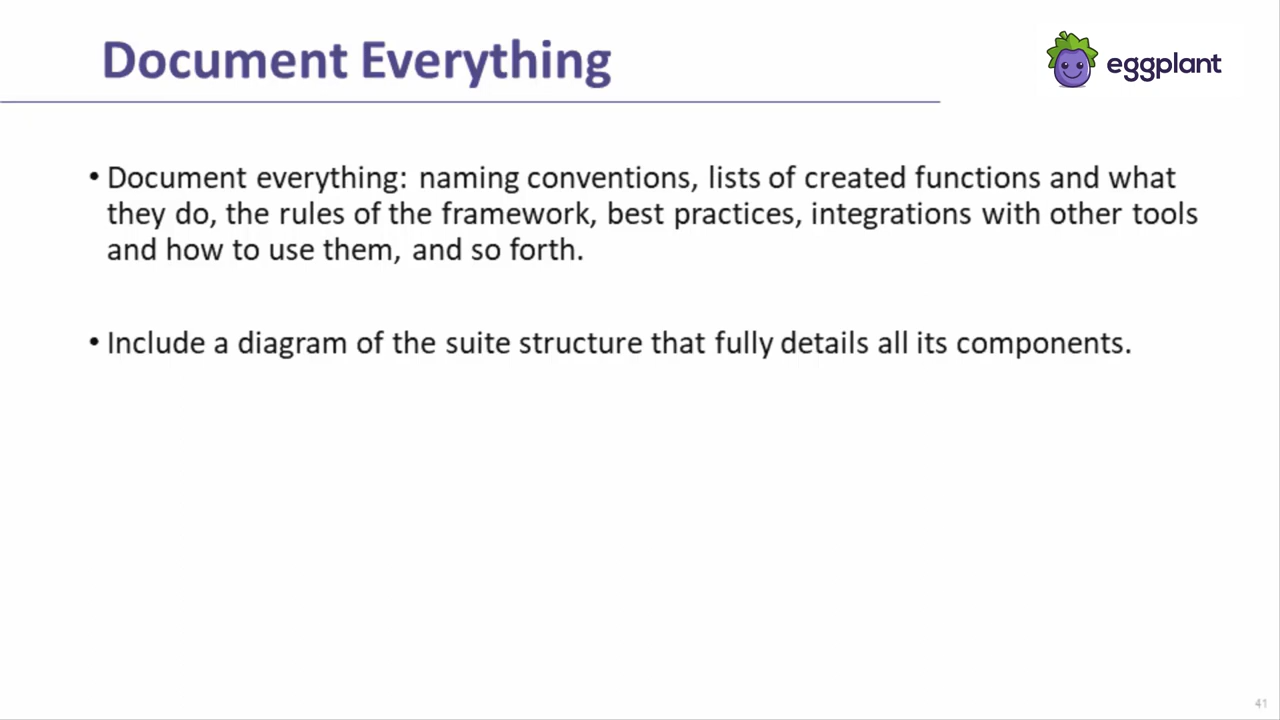 Document Everything
eggplant
• Document everything: naming conventions, lists of created functions and what
they do, the rules of the framework, best practices, integrations with other tools
and how to use them, and so forth.
• Include a diagram of the suite structure that fully details all its components.
41